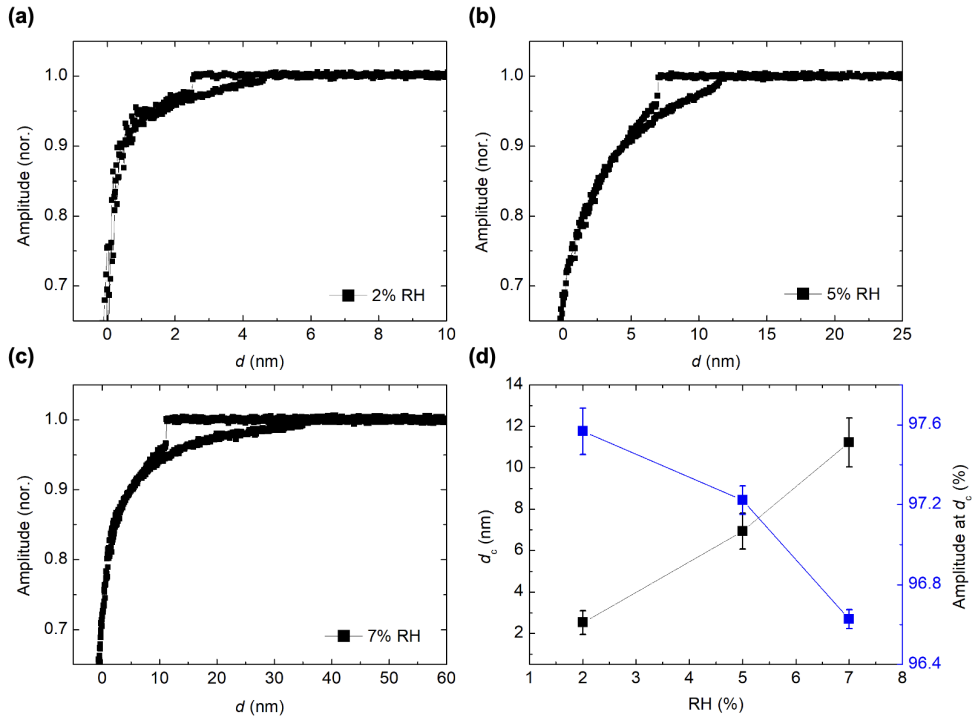 (a)
1.0
0.9
0.8
0.7
Amplitude (nor.)
0 2 4 6 8 10
d (nm)
2% RH
(b)
1.0
0.9
0.8
0.7
Amplitude (nor.)
0 5 10 15 20 25
d (nm)
5% RH
(c)
1.0
0.9
0.8
0.7
Amplitude (nor.)
0 10 20 30 40 50 60
d (nm)
7% RH
(d)
14
12
10
8
6
4
2
dc (nm)
97.6
97.2
96.8
96.4
Amplitude at dc (%)
1 2 3 4 5 6 7 8
RH (%)